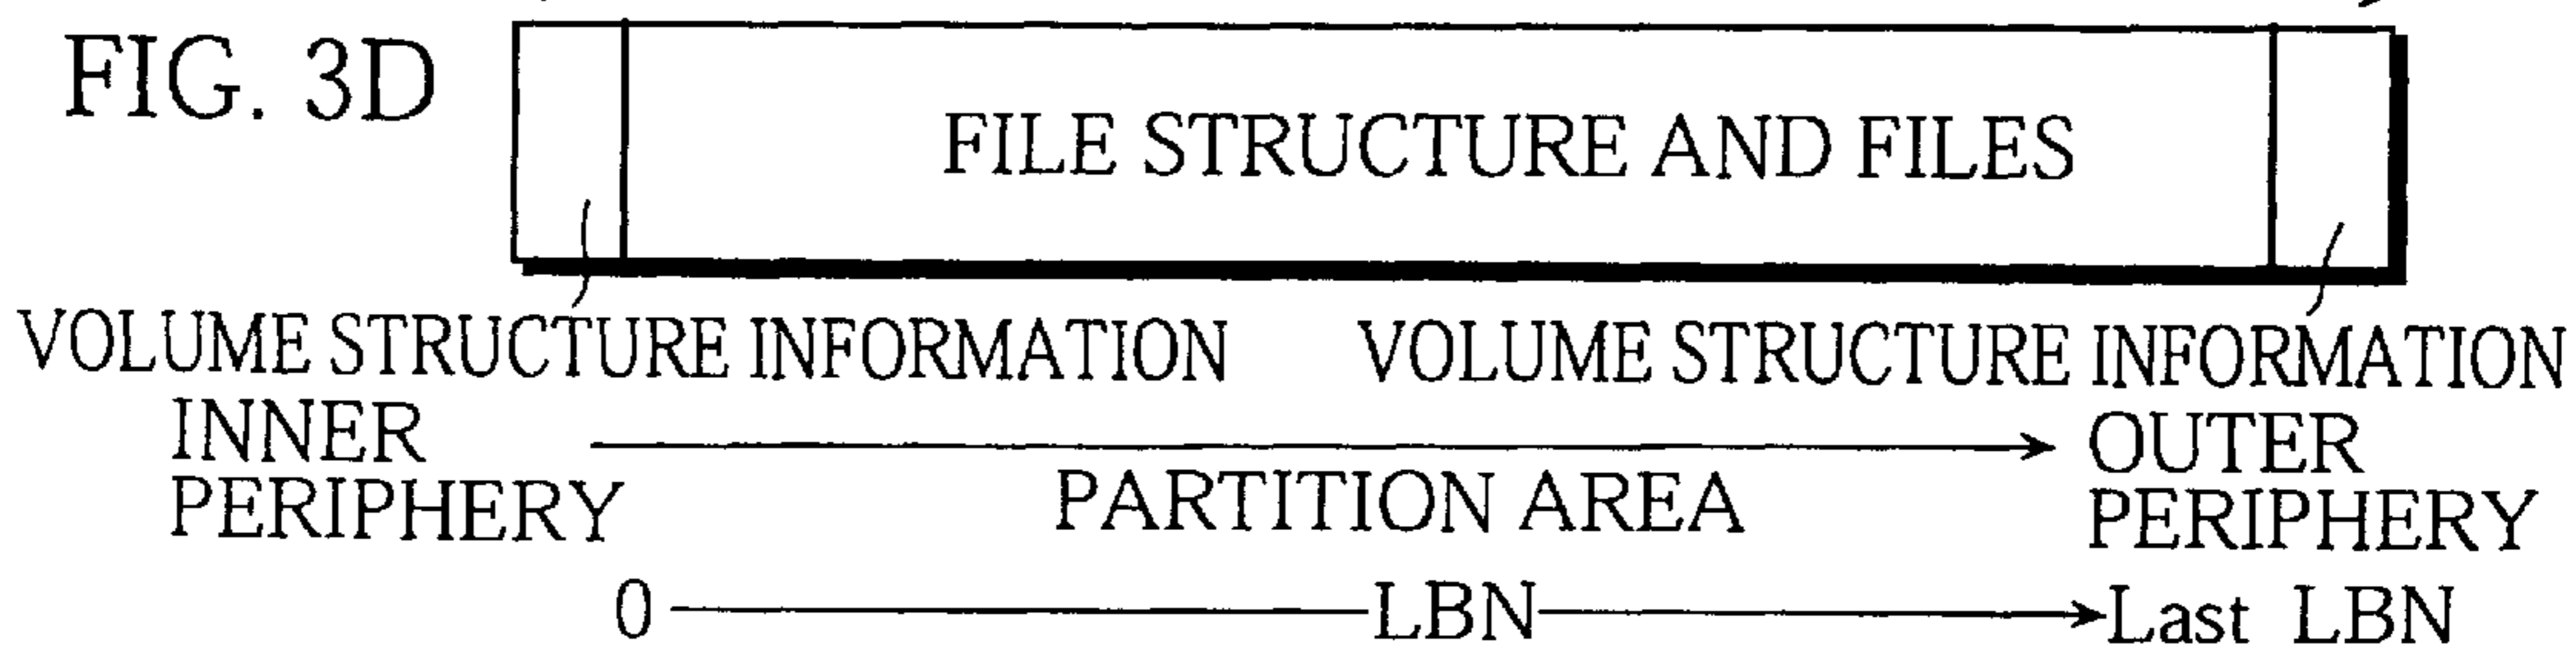 FIG. 3D
FILE STRUCTURE AND FILES
VOLUME STRUCTURE INFORMATION VOLUME STRUCTURE INFORMATION
INNER PERIPHERY
OUTER PERIPHERY
PARTITION AREA
0 LBN Last LBN